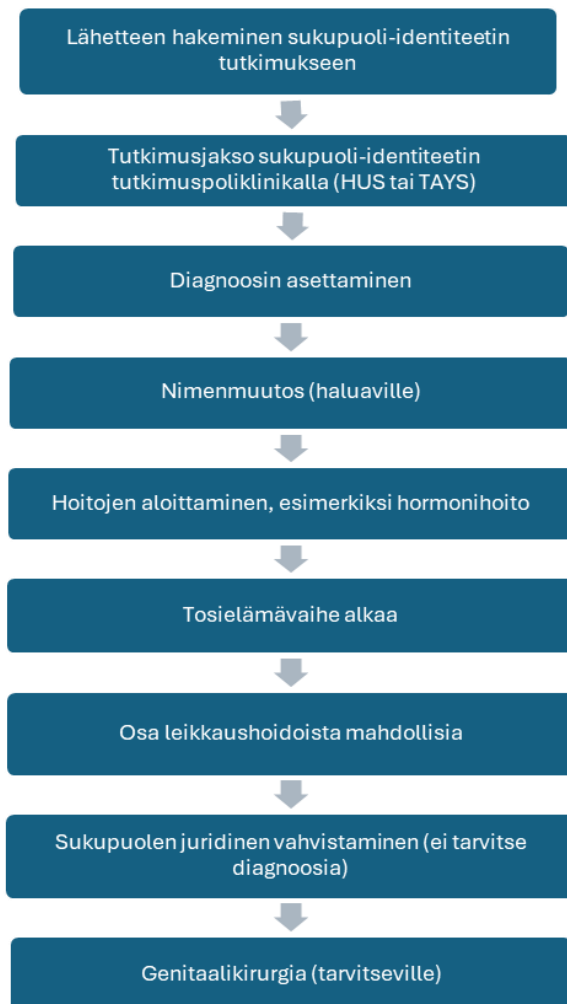 Lähetteen hakeminen sukupuoli-identiteetin
tutkimukseen
Tutkimusjakso sukupuoli-identiteetin
tutkimuspoliklinikalla (HUS tai TAYS)
Diagnoosin asettaminen
Nimenmuutos (haluaville)
Hoitojen aloittaminen, esimerkiksi hormonihoito
Tosielämävaihe alkaa
Osa leikkaushoidoista mahdollisia
Sukupuolen juridinen vahvistaminen (ei tarvitse
diagnoosia)
Genitaalikirurgia (tarvitseville)